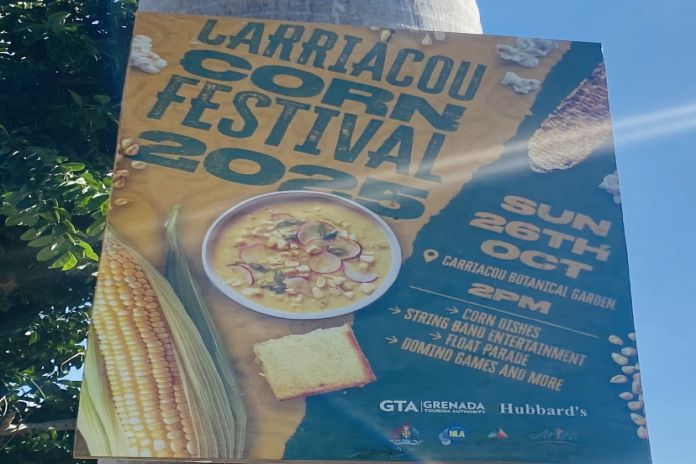 CARRIACOU
CORN
FESTIVAL
2025
SUN
26TH
OCT
CARRIACOU BOTANICAL GARDEN
2PM
→ CORN DISHES
→ STRING BAND ENTERTAINMENT
→ FLOAT PARADE
→ DOMINO GAMES AND MORE
GTA GRENADA
TOURISM AUTHORITY
Hubbard's
NLA